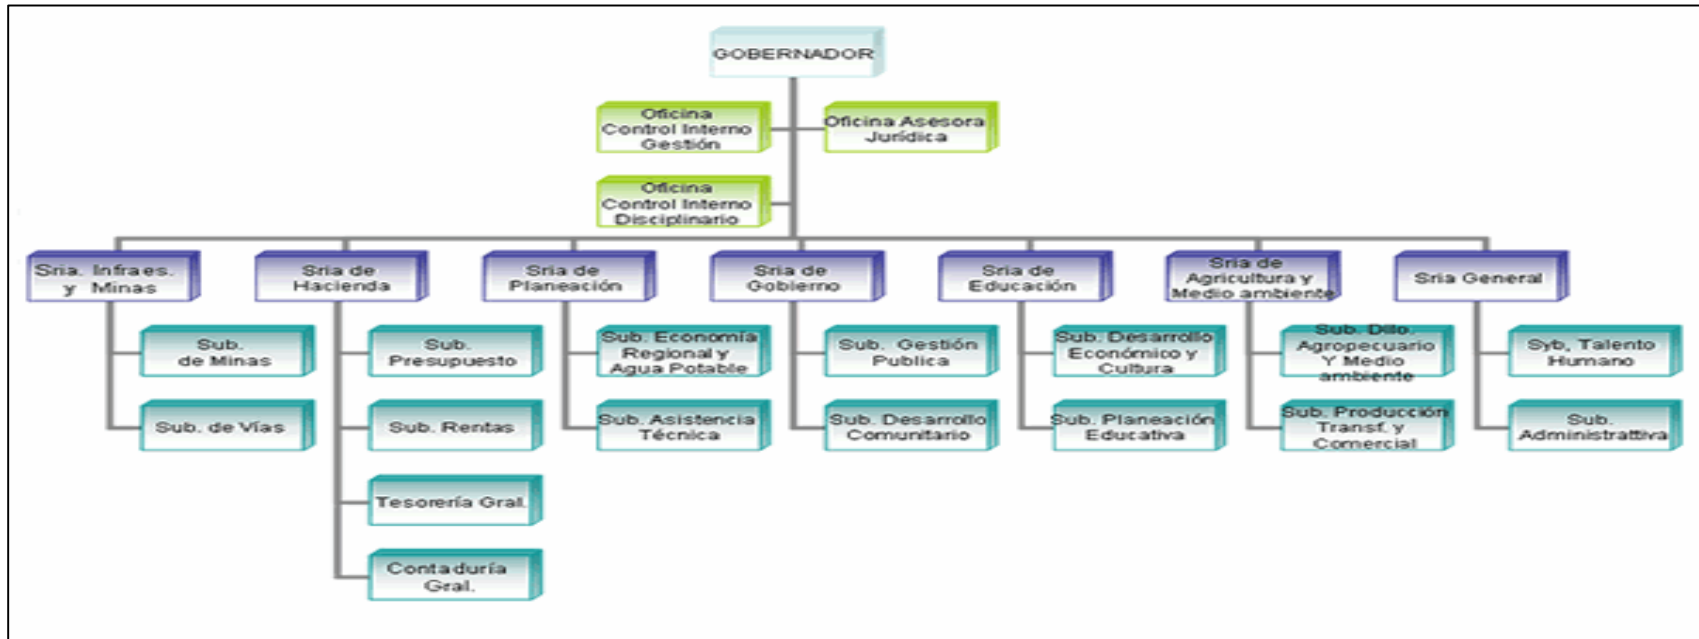 GOBERNADOR
Oficina
Control Interno
Gestión
Oficina Asesora
Jurídica
Oficina
Control Interno
Disciplinario
Sria. Infraes.
y Minas
Sria de
Hacienda
Sria de
Planeación
Sria de
Gobierno
Sria de
Educación
Sria de
Agricultura y
Medio ambiente
Sria General
Sub.
de Minas
Sub.
Presupuesto
Sub. Economía
Regional y
Agua Potable
Sub. Gestión
Publica
Sub. Desarrollo
Económico y
Cultura
Sub. Dllo.
Agropecuario
Y Medio
ambiente
Syb, Talento
Humano
Sub. de Vías
Sub. Rentas
Sub. Asistencia
Técnica
Sub. Desarrollo
Comunitario
Sub. Planeación
Educativa
Sub. Producción
Transf. y
Comercial
Sub.
Administrattiva
Tesorería Gral.
Contaduría
Gral.